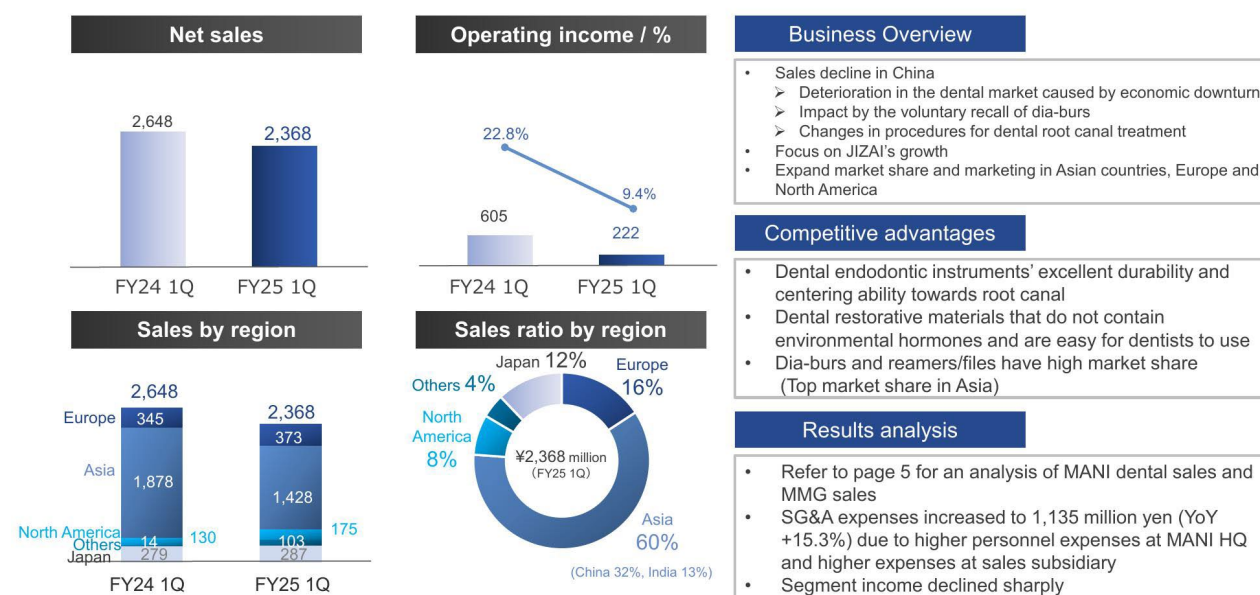 Net sales
2,648
2,368
FY24 1Q
FY25 1Q
Operating income / %
22.8%
9.4%
605
222
FY24 1Q
FY25 1Q
Sales by region
2,648
2,368
Europe
345
373
Asia
1,878
1,428
North America
130
175
Others
14
103
Japan
279
287
FY24 1Q
FY25 1Q
Sales ratio by region
Japan 12%
Europe
16%
Others 4%
North
America
8%
¥2,368 million
(FY25 1Q)
Asia
60%
(China 32%, India 13%)
Business Overview
• Sales decline in China
➢ Deterioration in the dental market caused by economic downturn
➢ Impact by the voluntary recall of dia-burs
➢ Changes in procedures for dental root canal treatment
• Focus on JIZAI's growth
• Expand market share and marketing in Asian countries, Europe and
North America
Competitive advantages
• Dental endodontic instruments' excellent durability and
centering ability towards root canal
• Dental restorative materials that do not contain
environmental hormones and are easy for dentists to use
• Dia-burs and reamers/files have high market share
(Top market share in Asia)
Results analysis
• Refer to page 5 for an analysis of MANI dental sales and
MMG sales
• SG&A expenses increased to 1,135 million yen (YoY
+15.3%) due to higher personnel expenses at MANI HQ
and higher expenses at sales subsidiary
• Segment income declined sharply